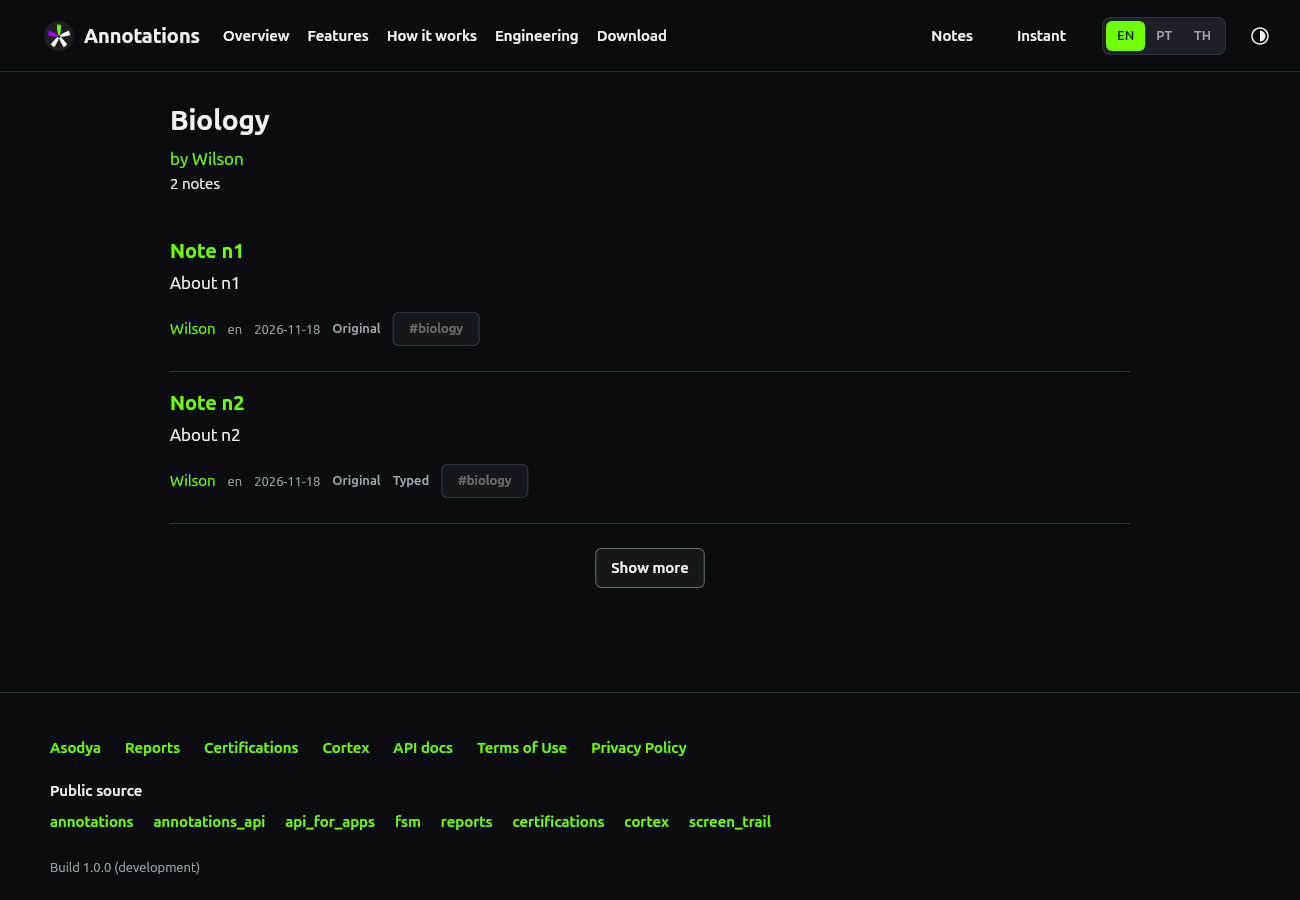 Annotations Overview Features How it works Engineering Download Notes Instant EN PT TH
Biology
by Wilson
2 notes
Note n1
About n1
Wilson en 2026-11-18 Original #biology
Note n2
About n2
Wilson en 2026-11-18 Original Typed #biology
Show more
Asodya Reports Certifications Cortex API docs Terms of Use Privacy Policy
Public source
annotations annotations_api api_for_apps fsm reports certifications cortex screen_trail
Build 1.0.0 (development)